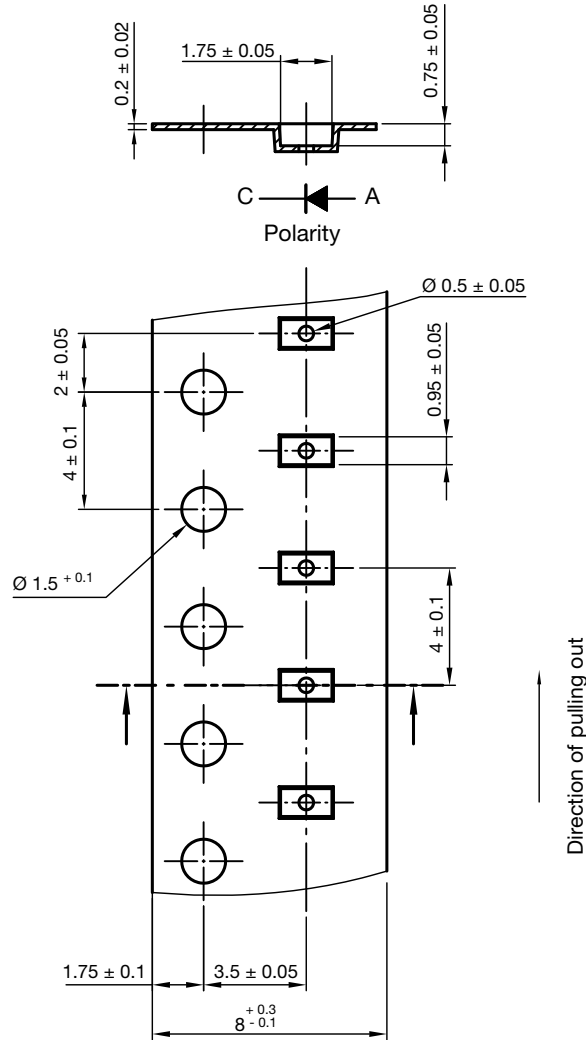 0.2 ± 0.02
1.75 ± 0.05
0.75 ± 0.05
C A
Polarity
Ø 0.5 ± 0.05
2 ± 0.05
0.95 ± 0.05
4 ± 0.1
Ø 1.5 + 0.1
4 ± 0.1
Direction of pulling out
1.75 ± 0.1
3.5 ± 0.05
8 + 0.3 - 0.1